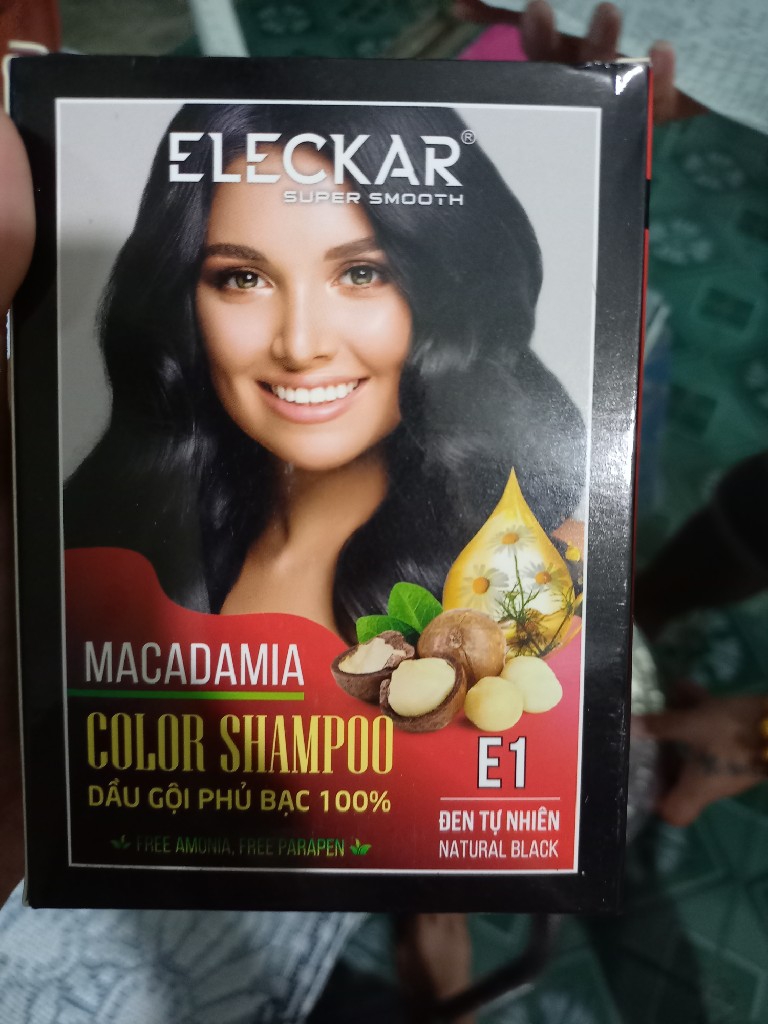 ELECKAR®
SUPER SMOOTH
MACADAMIA
COLOR SHAMPOO
DẦU GỘI PHỦ BẠC 100%
FREE AMONIA, FREE PARAPEN
E1
ĐEN TỰ NHIÊN
NATURAL BLACK